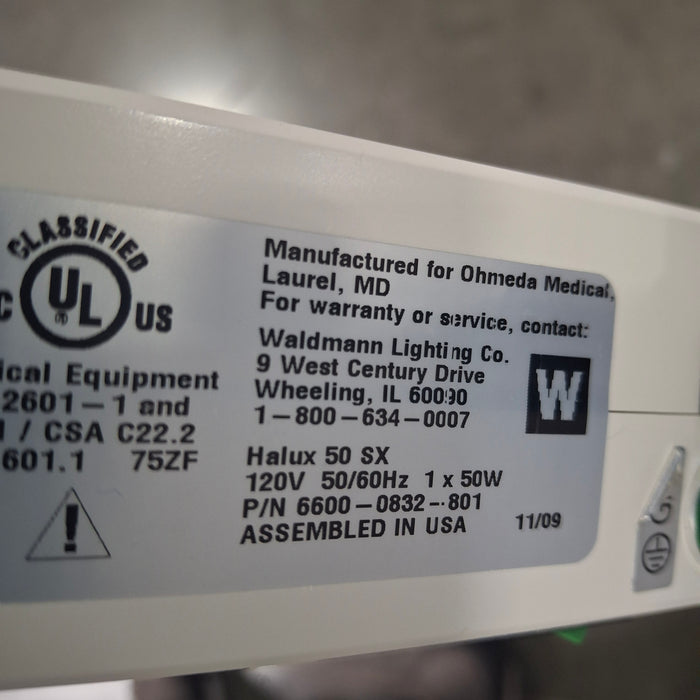 CLASSIFIED
C UL US
®
ical Equipment
2601-1 and
/ CSA C22.2
601.1 75ZF
Manufactured for Ohmeda Medical,
Laurel, MD
For warranty or service, contact:
Waldmann Lighting Co.
9 West Century Drive
Wheeling, IL 60090
1-800-634-0007
W
Halux 50 SX
120V 50/60Hz 1 x 50W
P/N 6600-0832-801
ASSEMBLED IN USA 11/09